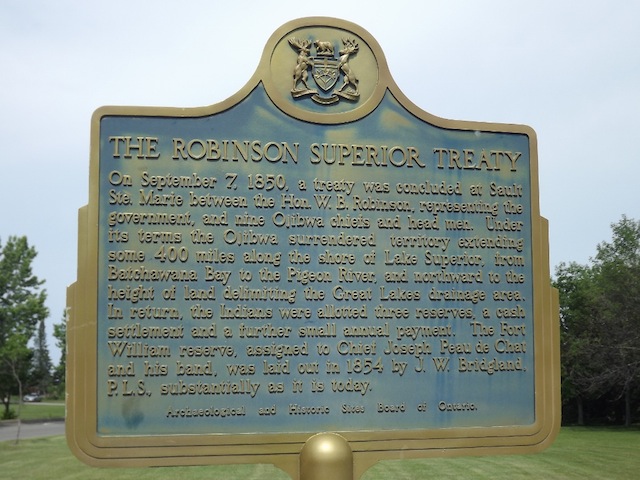 THE ROBINSON SUPERIOR TREATY
On September 7, 1850, a treaty was concluded at Sault
Ste. Marie between the Hon. W. B. Robinson, representing the
government, and nine Ojibwa chiefs and head men. Under
its terms the Ojibwa surrendered territory extending
some 400 miles along the shore of Lake Superior, from
Batchawana Bay to the Pigeon River, and northward to the
height of land delimiting the Great Lakes drainage area.
In return, the Indians were allotted three reserves, a cash
settlement and a further small annual payment. The Fort
William reserve, assigned to Chief Joseph Peau de Chat
and his band, was laid out in 1854 by J. W. Bridgland,
P.L.S., substantially as it is today.
Archaeological and Historic Sites Board of Ontario.